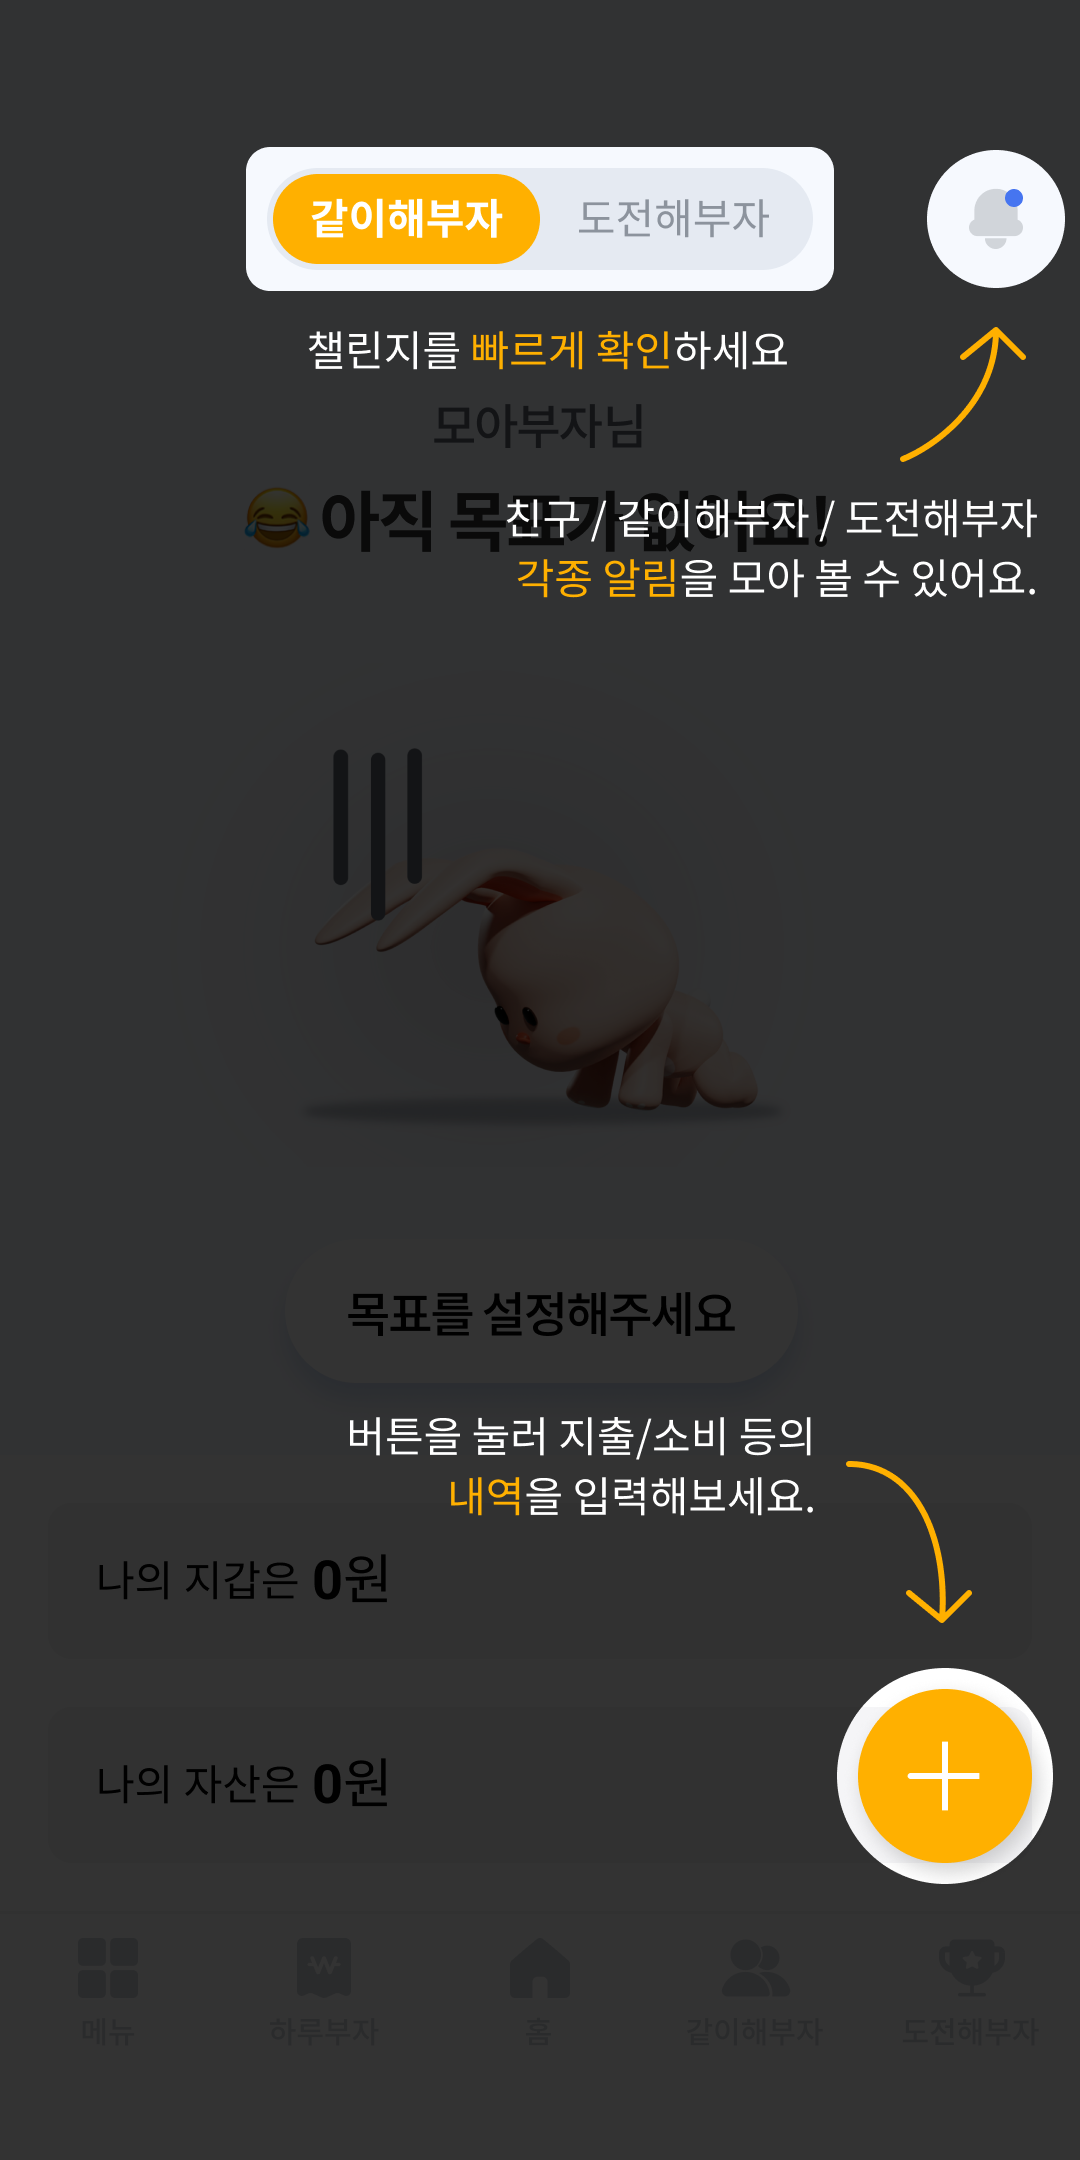 같이해부자 도전해부자
챌린지를 빠르게 확인하세요
모아부자님
😂 아직 목표가 없어요!
친구 / 같이해부자 / 도전해부자
각종 알림을 모아 볼 수 있어요.
목표를 설정해주세요
버튼을 눌러 지출/소비 등의
내역을 입력해보세요.
나의 지갑은 0원
나의 자산은 0원
메뉴 하루부자 홈 같이해부자 도전해부자